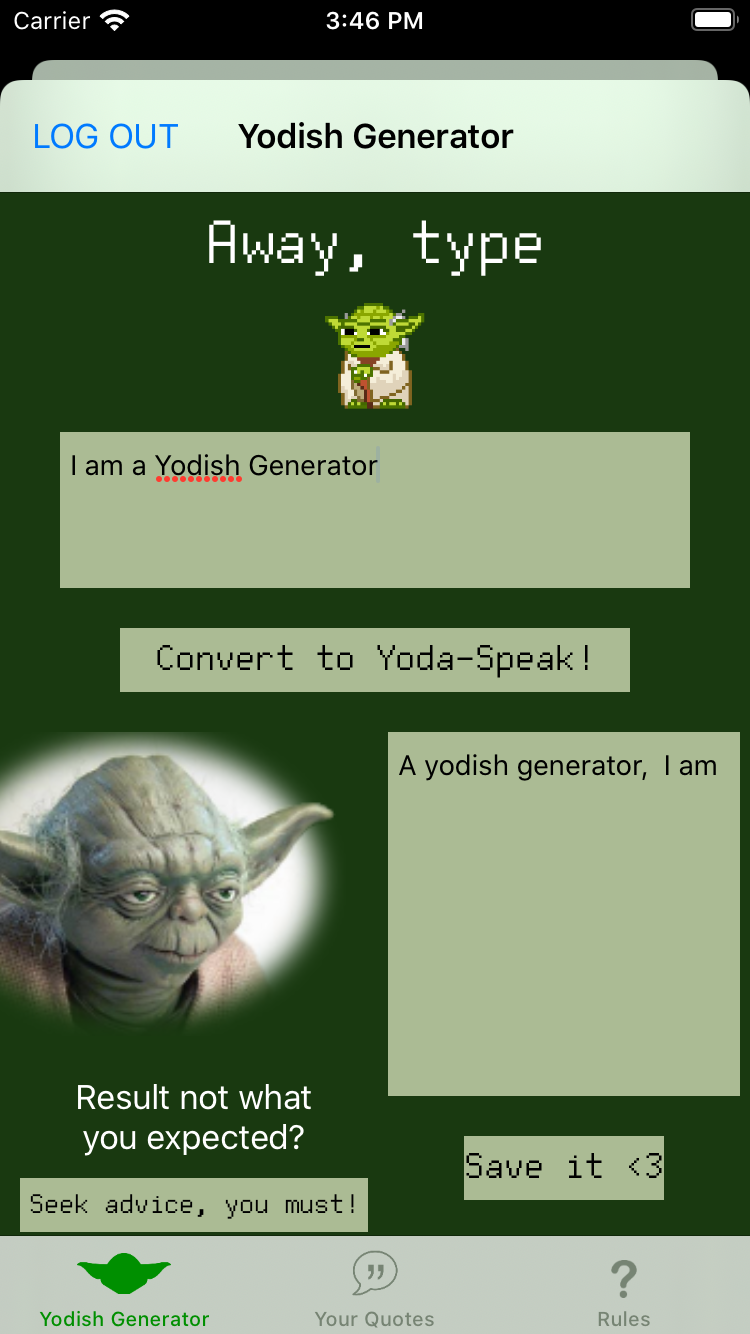 Carrier 3:46 PM
LOG OUT Yodish Generator
Away, type
I am a Yodish Generator
Convert to Yoda-Speak!
A yodish generator,  I am
Result not what
you expected?
Save it <3
Seek advice, you must!
Yodish Generator Your Quotes Rules